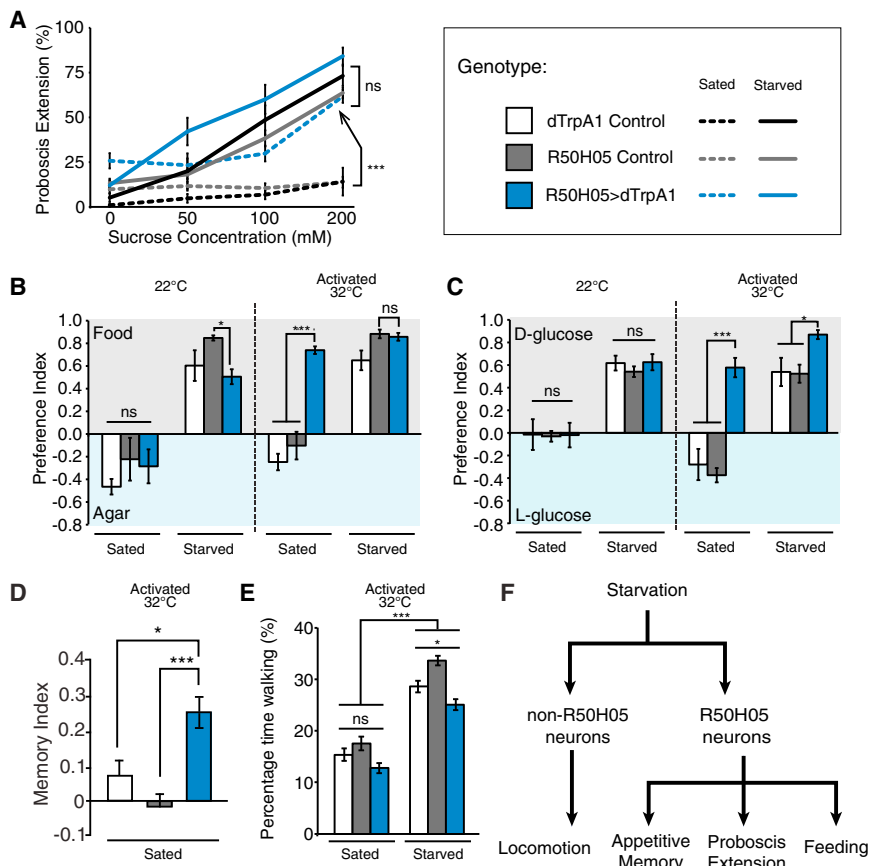 A
Proboscis Extension (%)
100
75
50
25
0
0 50 100 200
Sucrose Concentration (mM)
ns
***
Genotype:
Sated Starved
dTrpA1 Control
R50H05 Control
R50H05>dTrpA1
B
22°C
Activated
32°C
Preference Index
1.0
0.8
0.6
0.4
0.2
0.0
-0.2
-0.4
-0.6
-0.8
Food
Agar
ns
*
***
ns
Sated Starved Sated Starved
C
22°C
Activated
32°C
Preference Index
1.0
0.8
0.6
0.4
0.2
0.0
-0.2
-0.4
-0.6
-0.8
D-glucose
L-glucose
ns
ns
***
*
Sated Starved Sated Starved
D
Activated
32°C
Memory Index
0.4
0.3
0.2
0.1
0
-0.1
*
***
Sated
E
Activated
32°C
Percentage time walking (%)
40
30
20
10
0
***
ns
*
Sated Starved
F
Starvation
non-R50H05
neurons
R50H05
neurons
Locomotion
Appetitive
Memory
Proboscis
Extension
Feeding